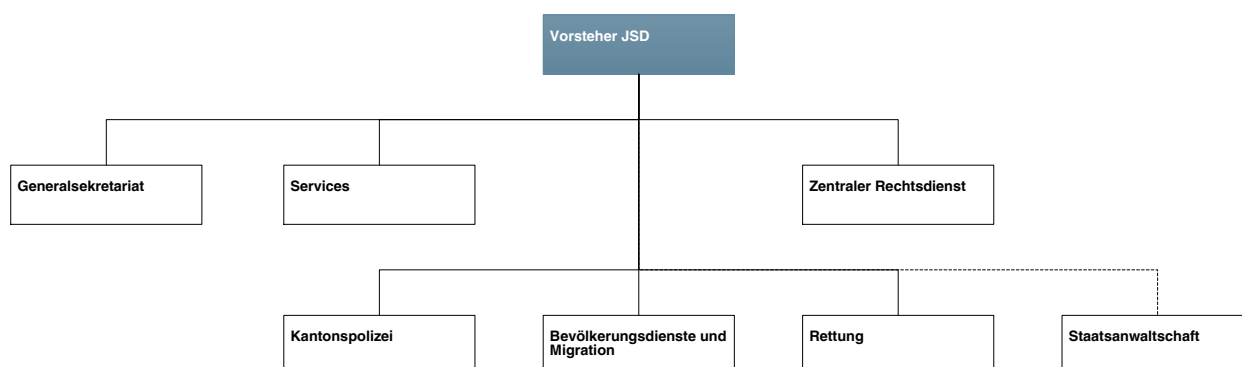 Vorsteher JSD
Generalsekretariat
Services
Zentraler Rechtsdienst
Kantonspolizei
Bevölkerungsdienste und
Migration
Rettung
Staatsanwaltschaft